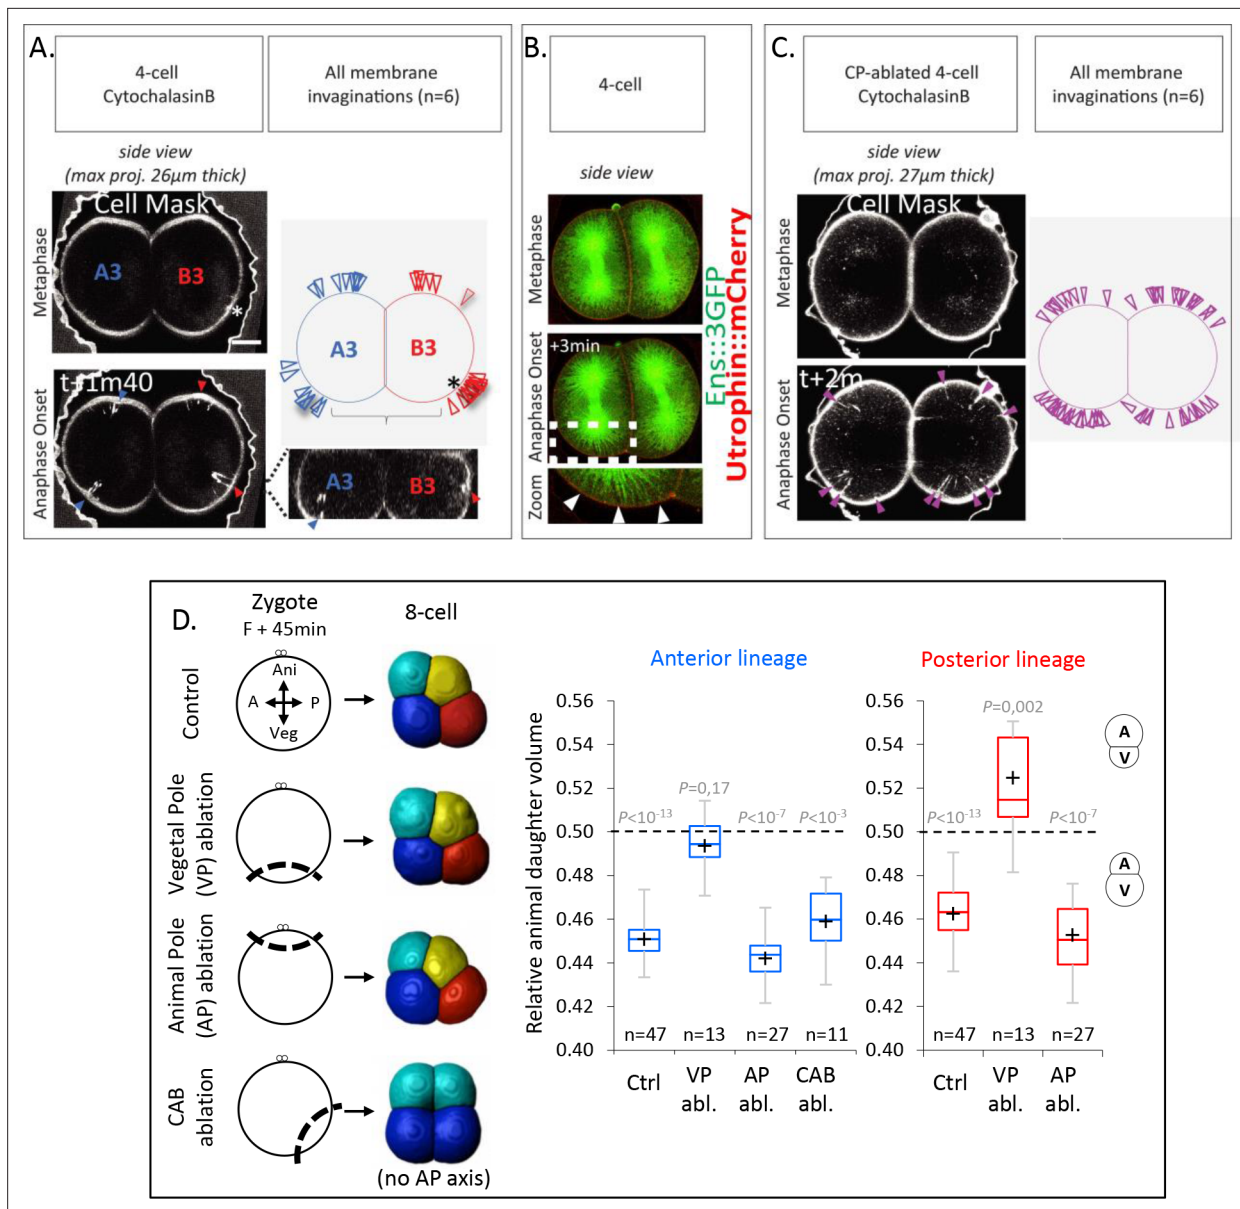 A.
4-cell
CytochalasinB
All membrane
invaginations (n=6)
side view
(max proj. 26µm thick)
Metaphase
Cell Mask
A3
B3
*
Anaphase Onset
t+1m40
A3
B3
*
A3
B3
B.
4-cell
side view
Metaphase
Anaphase Onset
+3min
Zoom
Ens::3GFP
Utrophin::mCherry
C.
CP-ablated 4-cell
CytochalasinB
All membrane
invaginations (n=6)
side view
(max proj. 27µm thick)
Metaphase
Cell Mask
Anaphase Onset
t+2m
D.
Zygote
F + 45min
8-cell
Control
Ani
A
P
Veg
Vegetal Pole
(VP) ablation
Animal Pole
(AP) ablation
CAB
ablation
(no AP axis)
Anterior lineage
Relative animal daughter volume
0.56
0.54
0.52
0.50
0.48
0.46
0.44
0.42
0.40
P<10⁻¹³
P=0,17
P<10⁻⁷
P<10⁻³
n=47
n=13
n=27
n=11
Ctrl
VP
abl.
AP
abl.
CAB
abl.
Posterior lineage
0.56
0.54
0.52
0.50
0.48
0.46
0.44
0.42
0.40
P<10⁻¹³
P=0,002
P<10⁻⁷
n=47
n=13
n=27
Ctrl
VP
abl.
AP
abl.
A
V
A
V